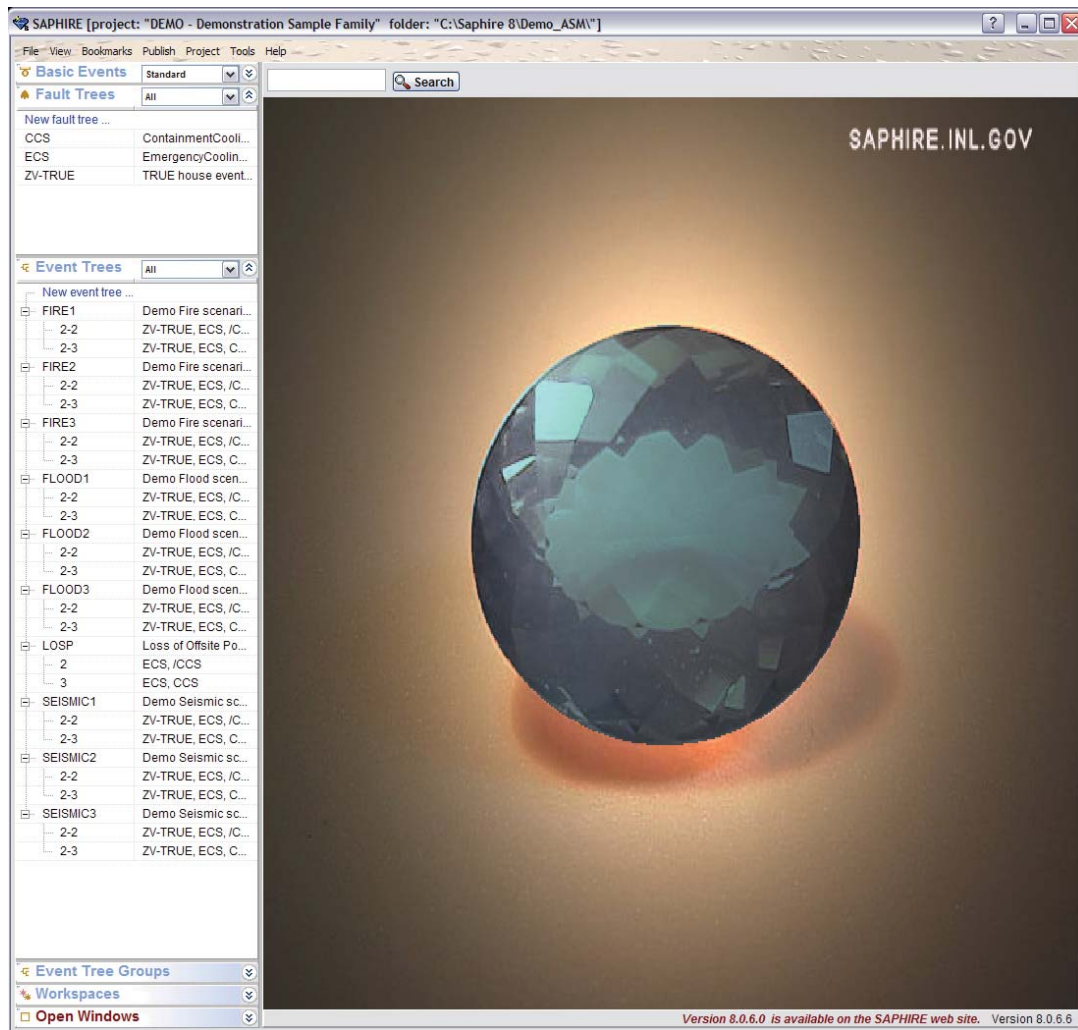 SAPHIRE [project: "DEMO - Demonstration Sample Family" folder: "C:\Saphire 8\Demo_ASM\"]
File View Bookmarks Publish Project Tools Help
Basic Events Standard
Search
Fault Trees All
New fault tree ...
CCS ContainmentCooli...
ECS EmergencyCoolin...
ZV-TRUE TRUE house event...
SAPHIRE.INL.GOV
Event Trees All
New event tree ...
FIRE1 Demo Fire scenari...
2-2 ZV-TRUE, ECS, /C...
2-3 ZV-TRUE, ECS, C...
FIRE2 Demo Fire scenari...
2-2 ZV-TRUE, ECS, /C...
2-3 ZV-TRUE, ECS, C...
FIRE3 Demo Fire scenari...
2-2 ZV-TRUE, ECS, /C...
2-3 ZV-TRUE, ECS, C...
FLOOD1 Demo Flood scen...
2-2 ZV-TRUE, ECS, /C...
2-3 ZV-TRUE, ECS, C...
FLOOD2 Demo Flood scen...
2-2 ZV-TRUE, ECS, /C...
2-3 ZV-TRUE, ECS, C...
FLOOD3 Demo Flood scen...
2-2 ZV-TRUE, ECS, /C...
2-3 ZV-TRUE, ECS, C...
LOSP Loss of Offsite Po...
2 ECS, /CCS
3 ECS, CCS
SEISMIC1 Demo Seismic sc...
2-2 ZV-TRUE, ECS, /C...
2-3 ZV-TRUE, ECS, C...
SEISMIC2 Demo Seismic sc...
2-2 ZV-TRUE, ECS, /C...
2-3 ZV-TRUE, ECS, C...
SEISMIC3 Demo Seismic sc...
2-2 ZV-TRUE, ECS, /C...
2-3 ZV-TRUE, ECS, C...
Event Tree Groups
Workspaces
Open Windows
Version 8.0.6.0 is available on the SAPHIRE web site. Version 8.0.6.6